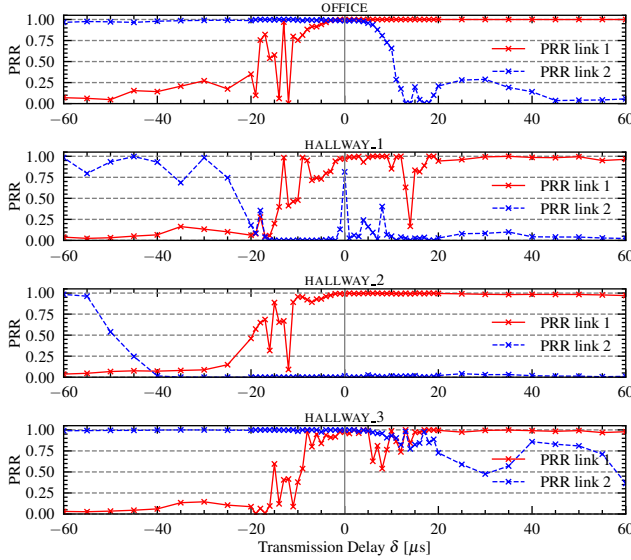 OFFICE
PRR
1.00
0.75
0.50
0.25
0.00
PRR link 1
PRR link 2
−60 −40 −20 0 20 40 60
HALLWAY_1
PRR
1.00
0.75
0.50
0.25
0.00
PRR link 1
PRR link 2
−60 −40 −20 0 20 40 60
HALLWAY_2
PRR
1.00
0.75
0.50
0.25
0.00
PRR link 1
PRR link 2
−60 −40 −20 0 20 40 60
HALLWAY_3
PRR
1.00
0.75
0.50
0.25
0.00
PRR link 1
PRR link 2
−60 −40 −20 0 20 40 60
Transmission Delay δ [μs]